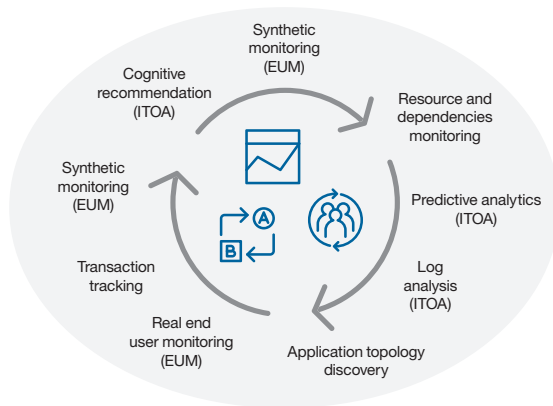 Synthetic
monitoring
(EUM)
Resource and
dependencies
monitoring
Predictive analytics
(ITOA)
Log
analysis
(ITOA)
Application topology
discovery
Real end
user monitoring
(EUM)
Transaction
tracking
Synthetic
monitoring
(EUM)
Cognitive
recommendation
(ITOA)
A
B